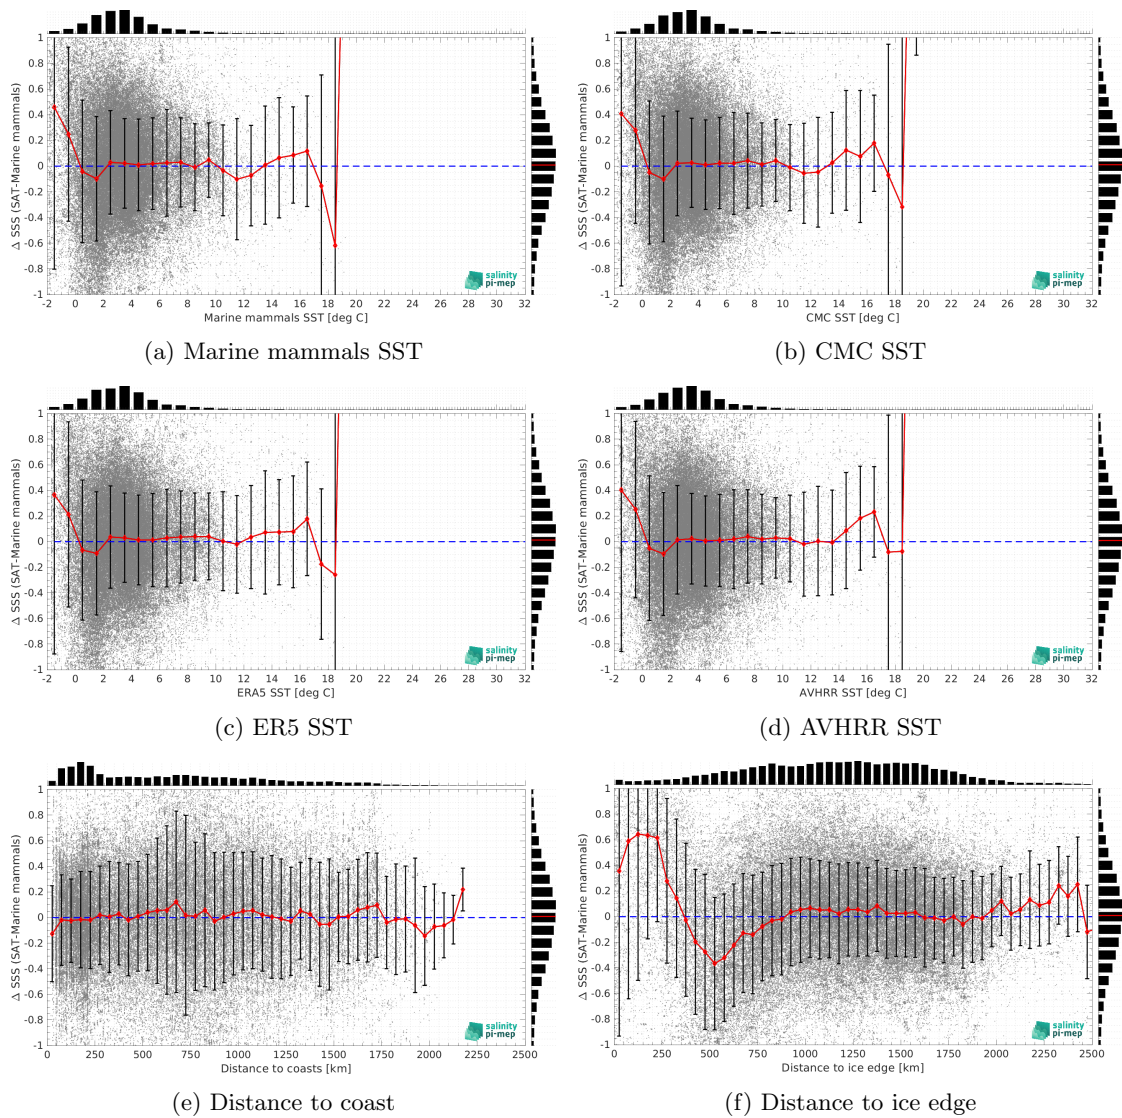 1
0.8
0.6
0.4
0.2
0
-0.2
-0.4
-0.6
-0.8
-1
Δ SSS (SAT-Marine mammals)
-2 0 2 4 6 8 10 12 14 16 18 20 22 24 26 28 30 32
Marine mammals SST [deg C]
salinity
pi-mep
(a) Marine mammals SST
1
0.8
0.6
0.4
0.2
0
-0.2
-0.4
-0.6
-0.8
-1
Δ SSS (SAT-Marine mammals)
-2 0 2 4 6 8 10 12 14 16 18 20 22 24 26 28 30 32
CMC SST [deg C]
salinity
pi-mep
(b) CMC SST
1
0.8
0.6
0.4
0.2
0
-0.2
-0.4
-0.6
-0.8
-1
Δ SSS (SAT-Marine mammals)
-2 0 2 4 6 8 10 12 14 16 18 20 22 24 26 28 30 32
ERA5 SST [deg C]
salinity
pi-mep
(c) ER5 SST
1
0.8
0.6
0.4
0.2
0
-0.2
-0.4
-0.6
-0.8
-1
Δ SSS (SAT-Marine mammals)
-2 0 2 4 6 8 10 12 14 16 18 20 22 24 26 28 30 32
AVHRR SST [deg C]
salinity
pi-mep
(d) AVHRR SST
1
0.8
0.6
0.4
0.2
0
-0.2
-0.4
-0.6
-0.8
-1
Δ SSS (SAT-Marine mammals)
0 250 500 750 1000 1250 1500 1750 2000 2250 2500
Distance to coasts [km]
salinity
pi-mep
(e) Distance to coast
1
0.8
0.6
0.4
0.2
0
-0.2
-0.4
-0.6
-0.8
-1
Δ SSS (SAT-Marine mammals)
0 250 500 750 1000 1250 1500 1750 2000 2250 2500
Distance to ice edge [km]
salinity
pi-mep
(f) Distance to ice edge